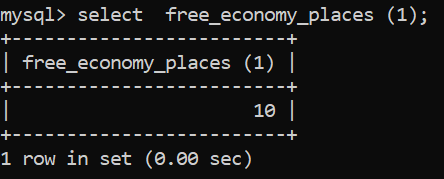 mysql> select  free_economy_places (1);
+-------------------------+
| free_economy_places (1) |
+-------------------------+
|                      10 |
+-------------------------+
1 row in set (0.00 sec)